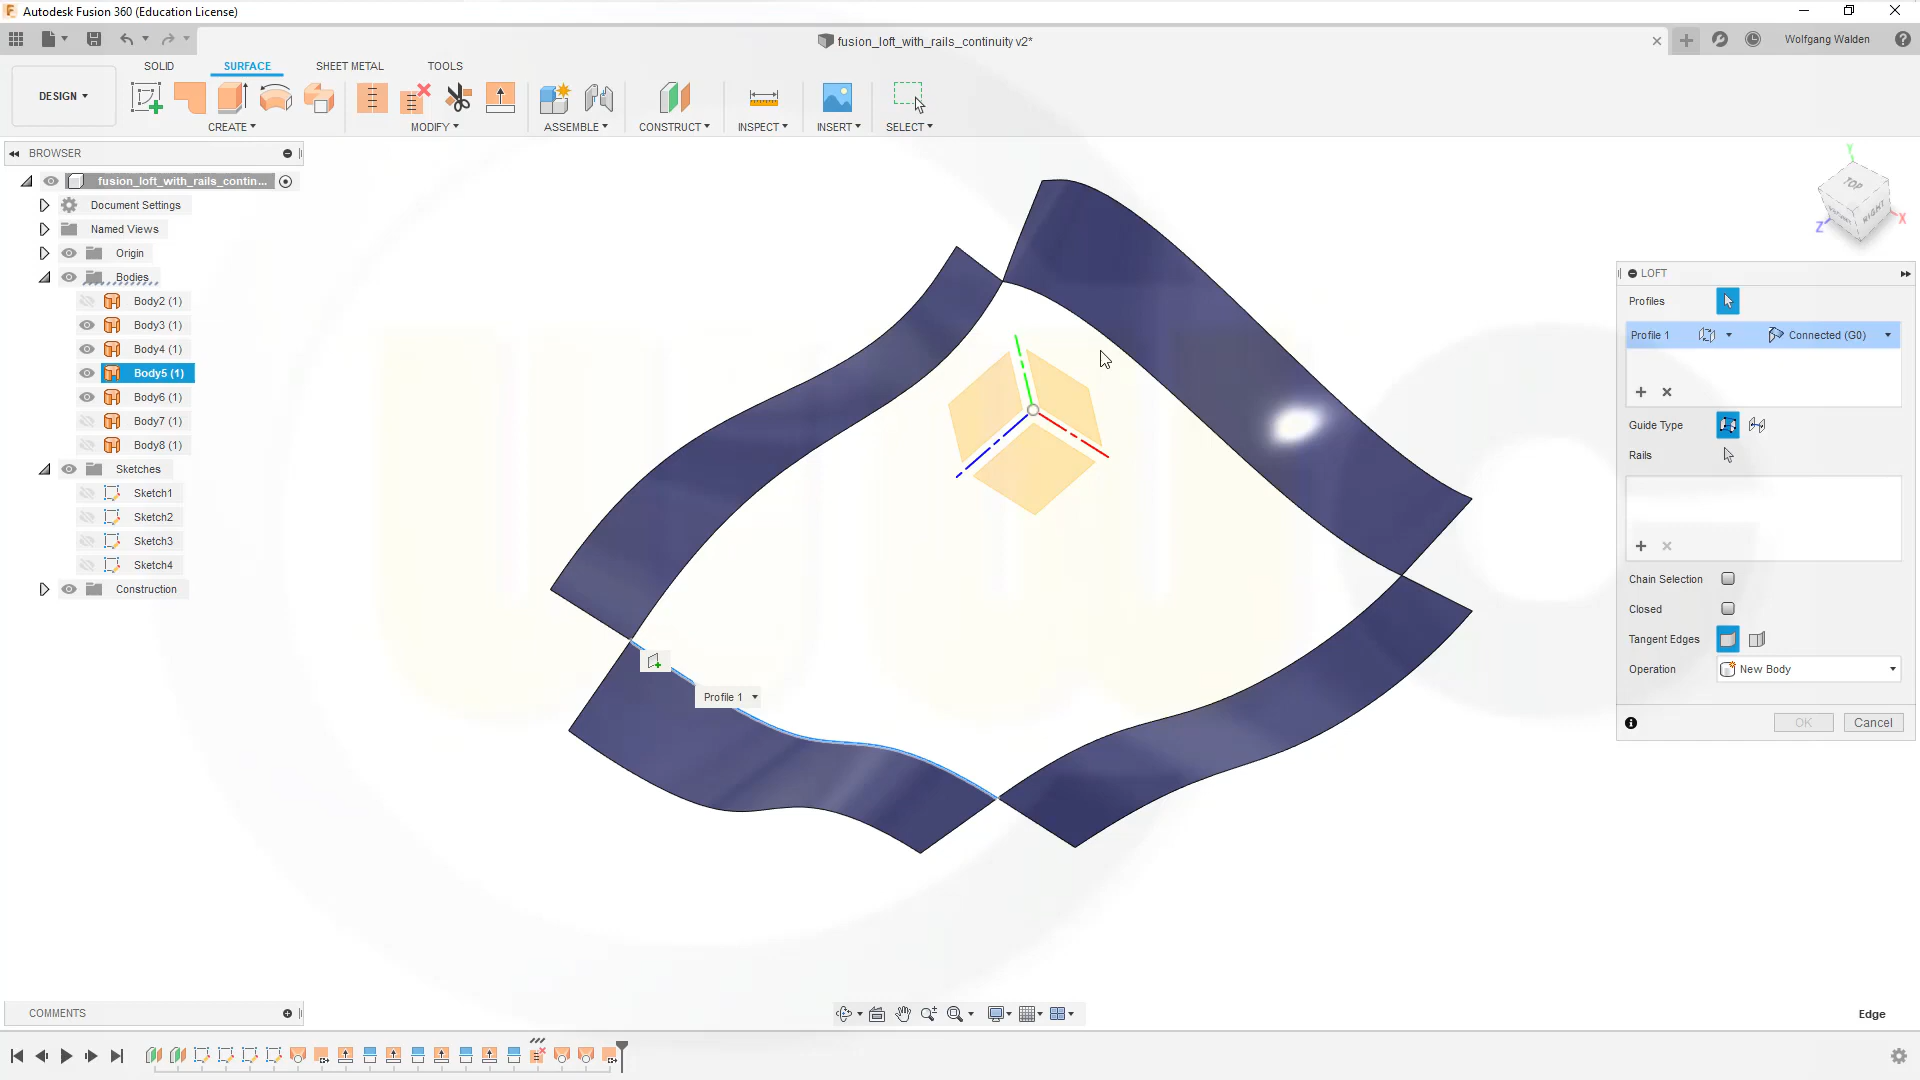 Autodesk Fusion 360 (Education License)
fusion_loft_with_rails_continuity v2*
Wolfgang Walden
SOLID
SURFACE
SHEET METAL
TOOLS
DESIGN
CREATE
MODIFY
ASSEMBLE
CONSTRUCT
INSPECT
INSERT
SELECT
BROWSER
fusion_loft_with_rails_contin...
Document Settings
Named Views
Origin
Bodies
Body2 (1)
Body3 (1)
Body4 (1)
Body5 (1)
Body6 (1)
Body7 (1)
Body8 (1)
Sketches
Sketch1
Sketch2
Sketch3
Sketch4
Construction
Profile 1
Y
TOP
RIGHT
X
Z
LOFT
Profiles
Profile 1
Connected (G0)
Guide Type
Rails
Chain Selection
Closed
Tangent Edges
Operation
New Body
OK
Cancel
COMMENTS
Edge